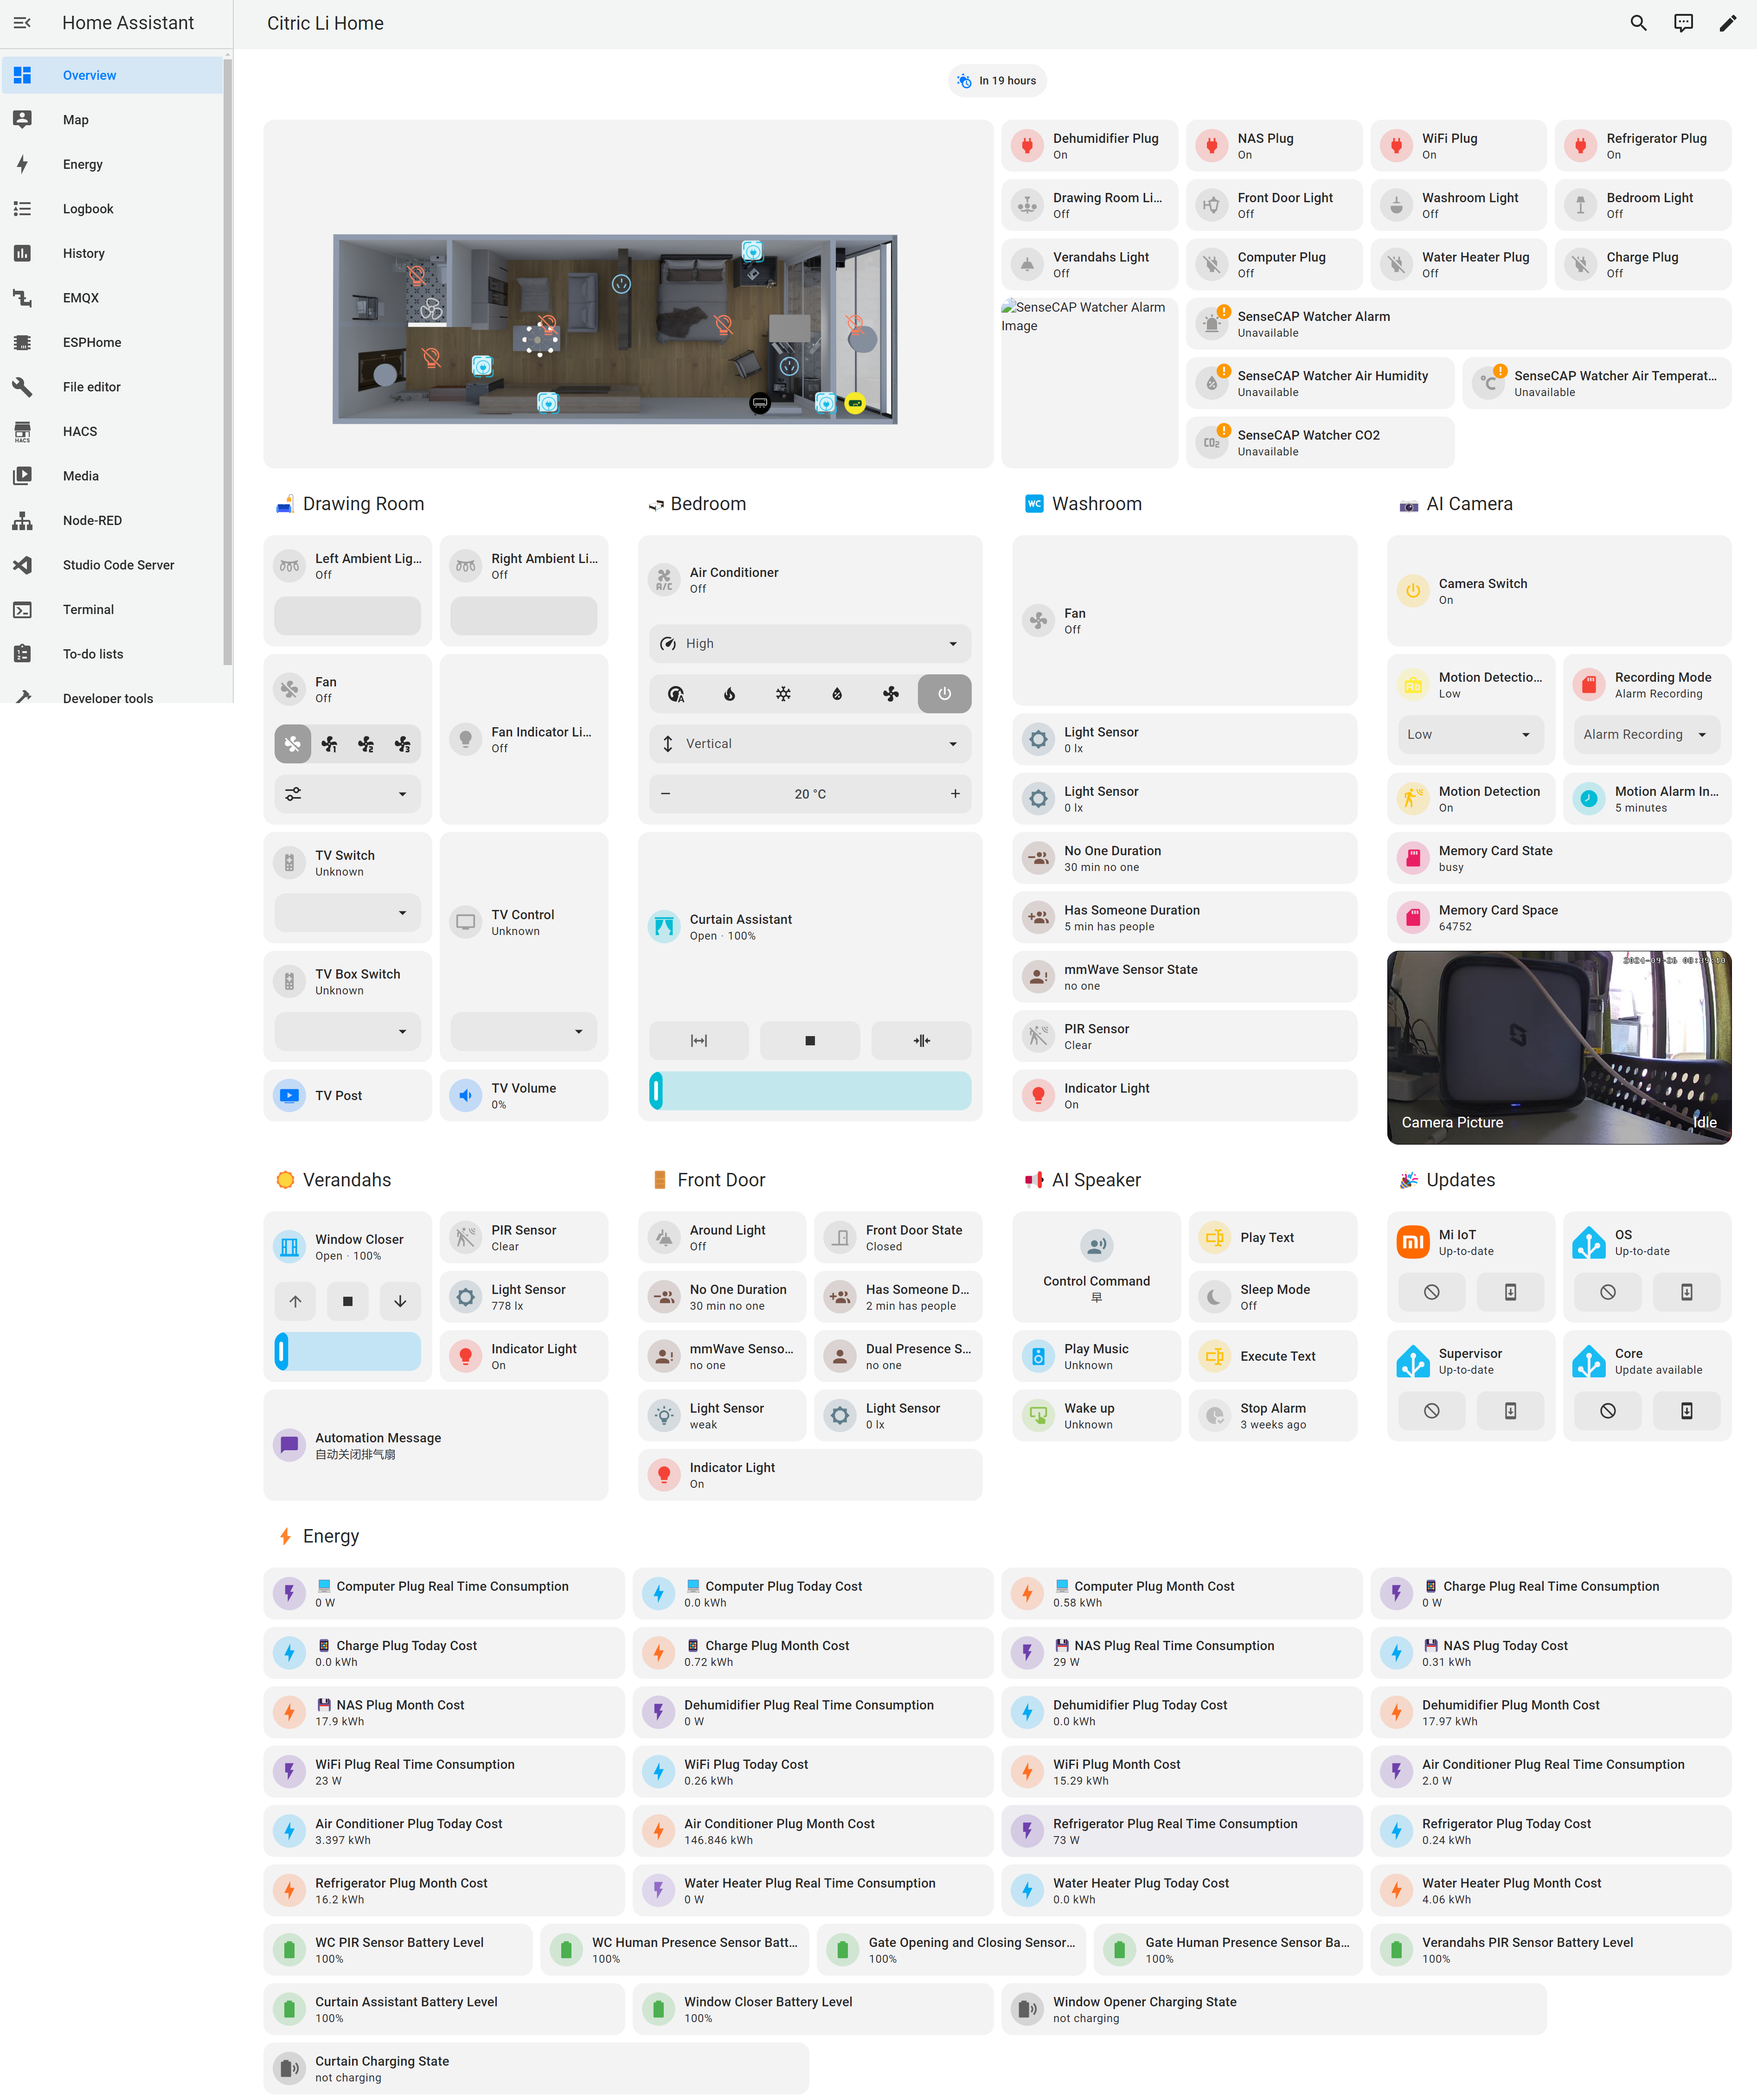 Home Assistant
Citric Li Home
Overview
Map
Energy
Logbook
History
EMQX
ESPHome
File editor
HACS
HACS
Media
Node-RED
Studio Code Server
Terminal
To-do lists
Developer tools
In 19 hours
Dehumidifier Plug
On
NAS Plug
On
WiFi Plug
On
Refrigerator Plug
On
Drawing Room Li...
Off
Front Door Light
Off
Washroom Light
Off
Bedroom Light
Off
Verandahs Light
Off
Computer Plug
Off
Water Heater Plug
Off
Charge Plug
Off
SenseCAP Watcher Alarm
Image
SenseCAP Watcher Alarm
Unavailable
SenseCAP Watcher Air Humidity
Unavailable
°C
SenseCAP Watcher Air Temperat...
Unavailable
CO₂
SenseCAP Watcher CO2
Unavailable
Drawing Room
Left Ambient Lig...
Off
Right Ambient Li...
Off
Fan
Off
1
2
3
Fan Indicator Li...
Off
TV Switch
Unknown
TV Control
Unknown
TV Box Switch
Unknown
TV Post
TV Volume
0%
Bedroom
A/C
Air Conditioner
Off
High
A
Vertical
20 °C
Curtain Assistant
Open · 100%
WC
Washroom
Fan
Off
Light Sensor
0 lx
Light Sensor
0 lx
No One Duration
30 min no one
Has Someone Duration
5 min has people
mmWave Sensor State
no one
PIR Sensor
Clear
Indicator Light
On
AI Camera
Camera Switch
On
Motion Detectio...
Low
Low
Recording Mode
Alarm Recording
Alarm Recording
Motion Detection
On
Motion Alarm In...
5 minutes
Memory Card State
busy
Memory Card Space
64752
Camera Picture
Idle
Verandahs
Window Closer
Open · 100%
PIR Sensor
Clear
Light Sensor
778 lx
Indicator Light
On
Automation Message
自动关闭排气扇
Front Door
Around Light
Off
Front Door State
Closed
No One Duration
30 min no one
Has Someone D...
2 min has people
mmWave Senso...
no one
Dual Presence S...
no one
Light Sensor
weak
Light Sensor
0 lx
Indicator Light
On
AI Speaker
Control Command
早
Play Text
Sleep Mode
Off
Play Music
Unknown
Execute Text
Wake up
Unknown
Stop Alarm
3 weeks ago
Updates
mi
Mi IoT
Up-to-date
OS
Up-to-date
Supervisor
Up-to-date
Core
Update available
Energy
Computer Plug Real Time Consumption
0 W
Computer Plug Today Cost
0.0 kWh
Computer Plug Month Cost
0.58 kWh
Charge Plug Real Time Consumption
0 W
Charge Plug Today Cost
0.0 kWh
Charge Plug Month Cost
0.72 kWh
NAS Plug Real Time Consumption
29 W
NAS Plug Today Cost
0.31 kWh
NAS Plug Month Cost
17.9 kWh
Dehumidifier Plug Real Time Consumption
0 W
Dehumidifier Plug Today Cost
0.0 kWh
Dehumidifier Plug Month Cost
17.97 kWh
WiFi Plug Real Time Consumption
23 W
WiFi Plug Today Cost
0.26 kWh
WiFi Plug Month Cost
15.29 kWh
Air Conditioner Plug Real Time Consumption
2.0 W
Air Conditioner Plug Today Cost
3.397 kWh
Air Conditioner Plug Month Cost
146.846 kWh
Refrigerator Plug Real Time Consumption
73 W
Refrigerator Plug Today Cost
0.24 kWh
Refrigerator Plug Month Cost
16.2 kWh
Water Heater Plug Real Time Consumption
0 W
Water Heater Plug Today Cost
0.0 kWh
Water Heater Plug Month Cost
4.06 kWh
WC PIR Sensor Battery Level
100%
WC Human Presence Sensor Batt...
100%
Gate Opening and Closing Sensor...
100%
Gate Human Presence Sensor Ba...
100%
Verandahs PIR Sensor Battery Level
100%
Curtain Assistant Battery Level
100%
Window Closer Battery Level
100%
Window Opener Charging State
not charging
Curtain Charging State
not charging